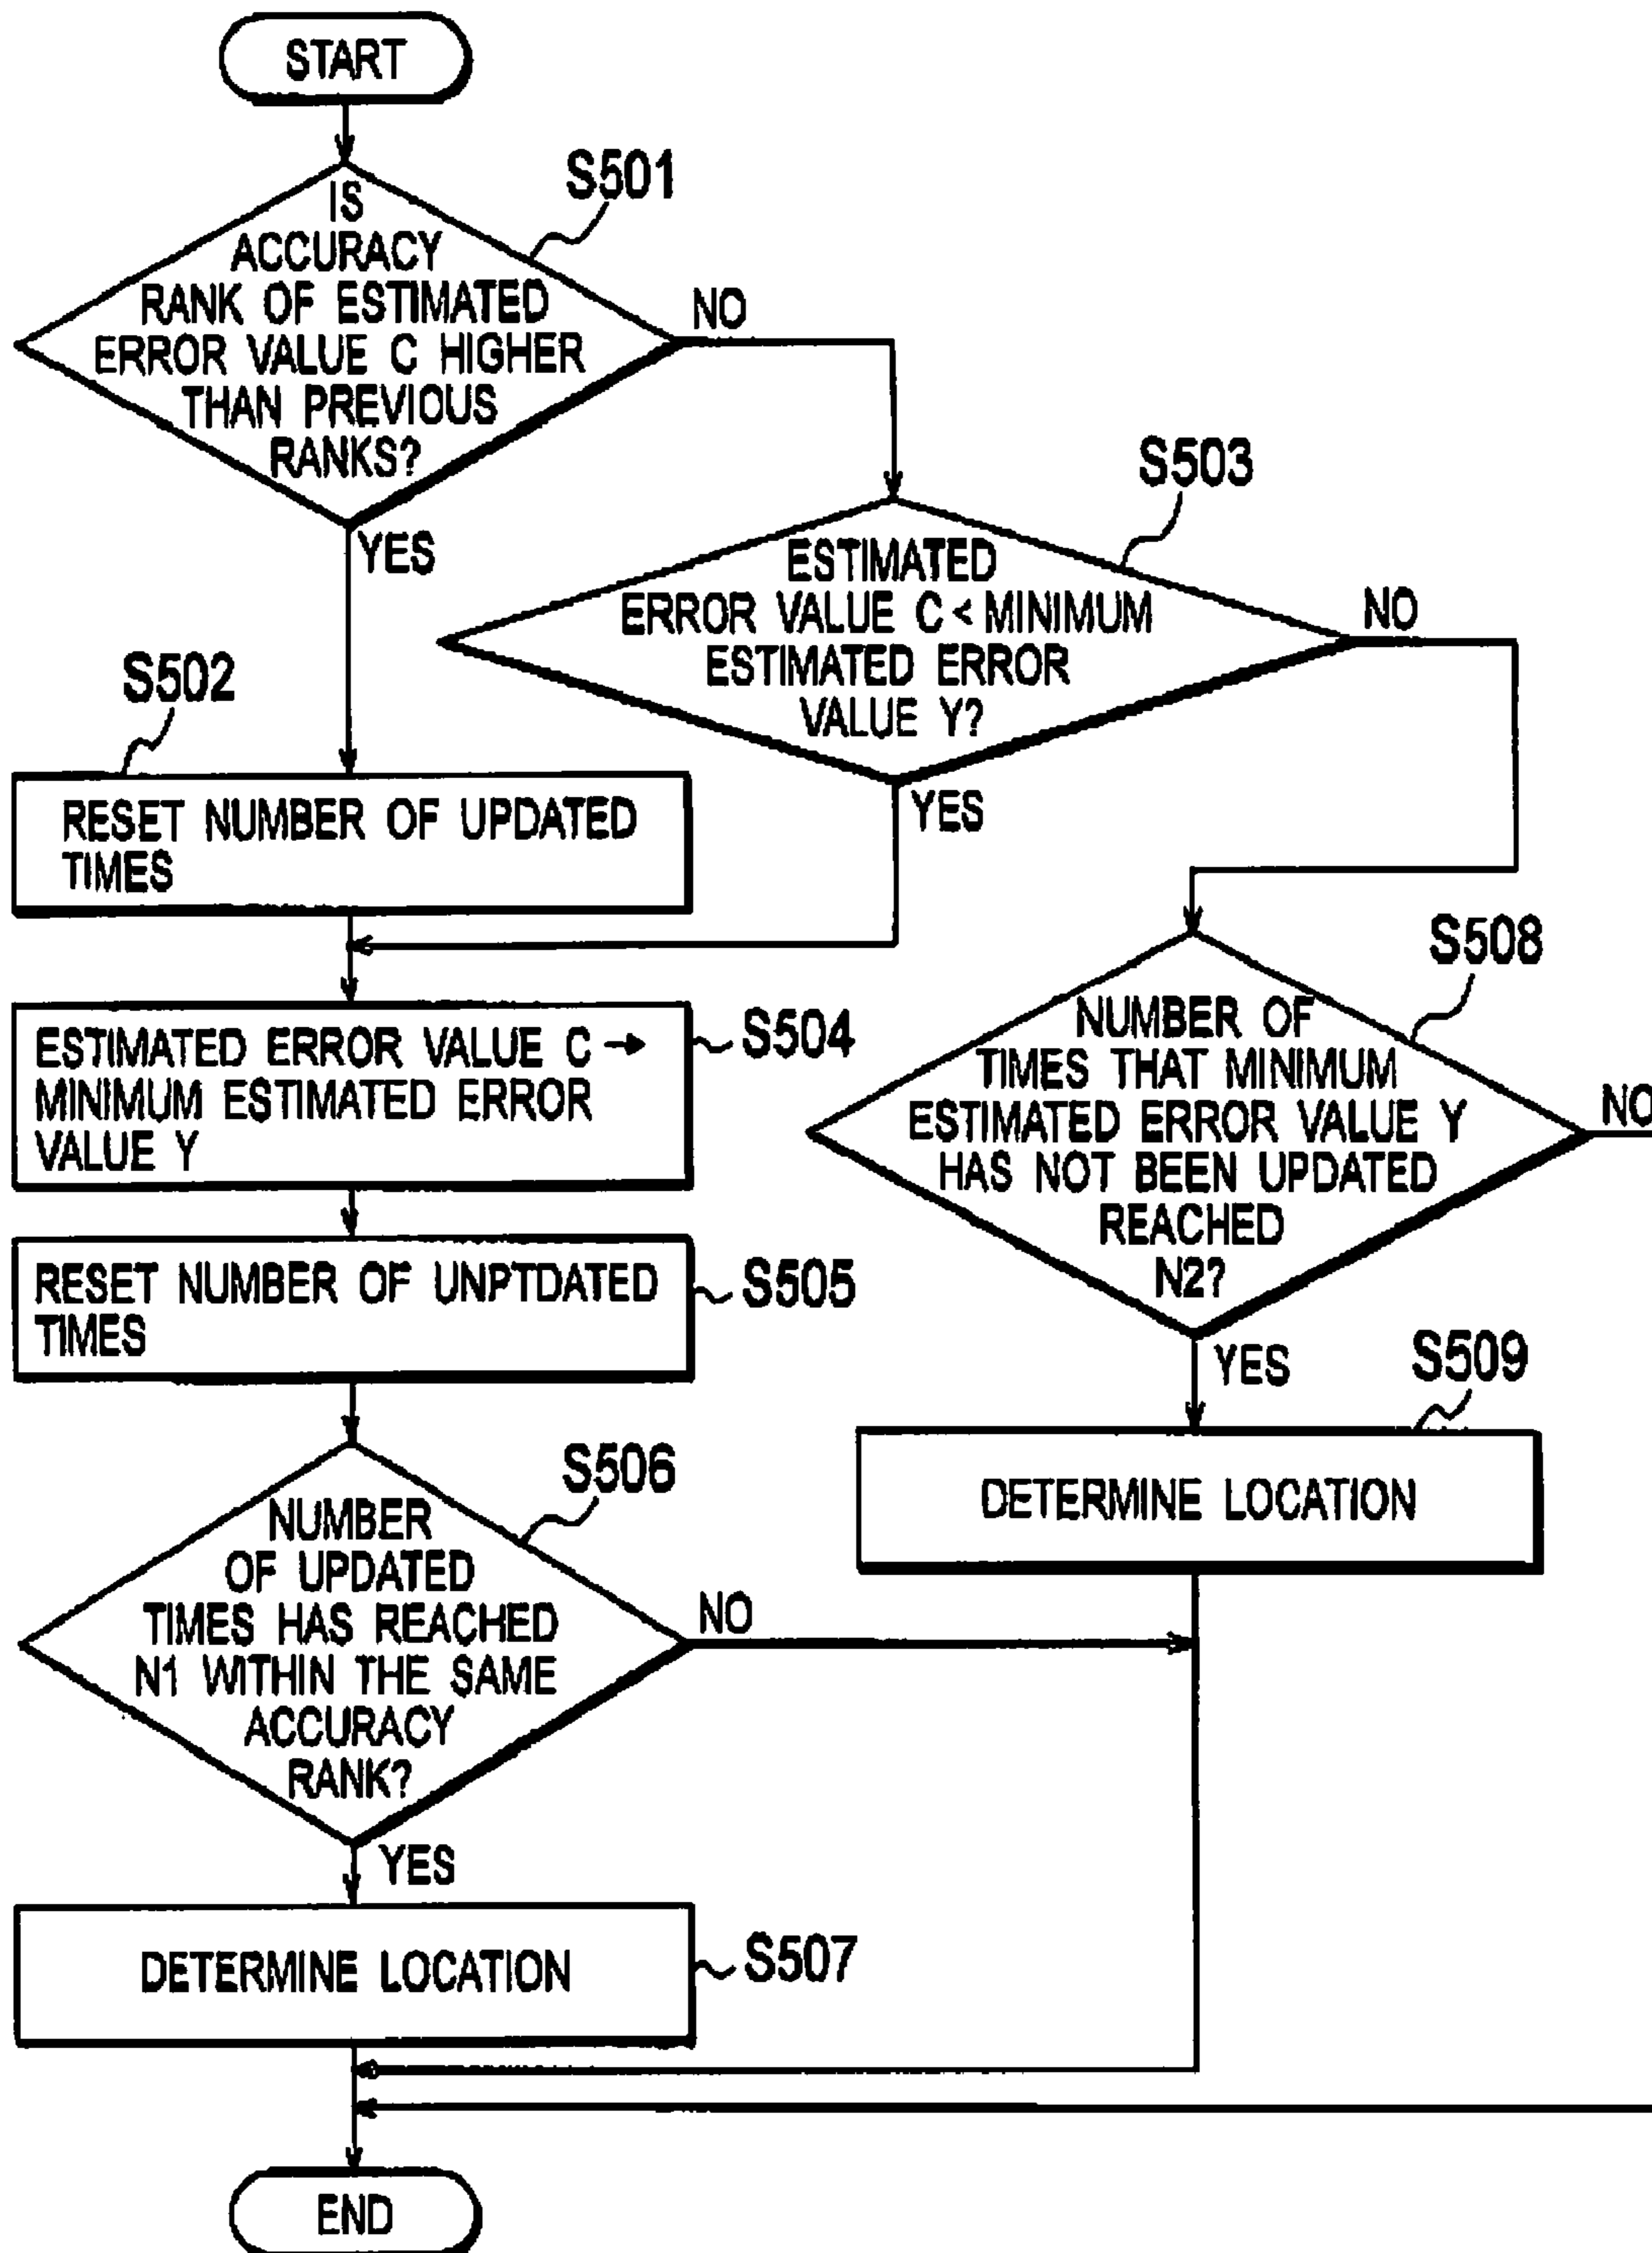 START
S501
IS
ACCURACY
RANK OF ESTIMATED
ERROR VALUE C HIGHER
THAN PREVIOUS
RANKS?
NO
YES
S503
ESTIMATED
ERROR VALUE C < MINIMUM
ESTIMATED ERROR
VALUE Y?
NO
YES
S502
RESET NUMBER OF UPDATED
TIMES
S504
ESTIMATED ERROR VALUE C →
MINIMUM ESTIMATED ERROR
VALUE Y
S505
RESET NUMBER OF UNPTDATED
TIMES
S506
NUMBER
OF UPDATED
TIMES HAS REACHED
N1 WITHIN THE SAME
ACCURACY
RANK?
NO
YES
S507
DETERMINE LOCATION
S508
NUMBER OF
TIMES THAT MINIMUM
ESTIMATED ERROR VALUE Y
HAS NOT BEEN UPDATED
REACHED
N2?
NO
YES
S509
DETERMINE LOCATION
END